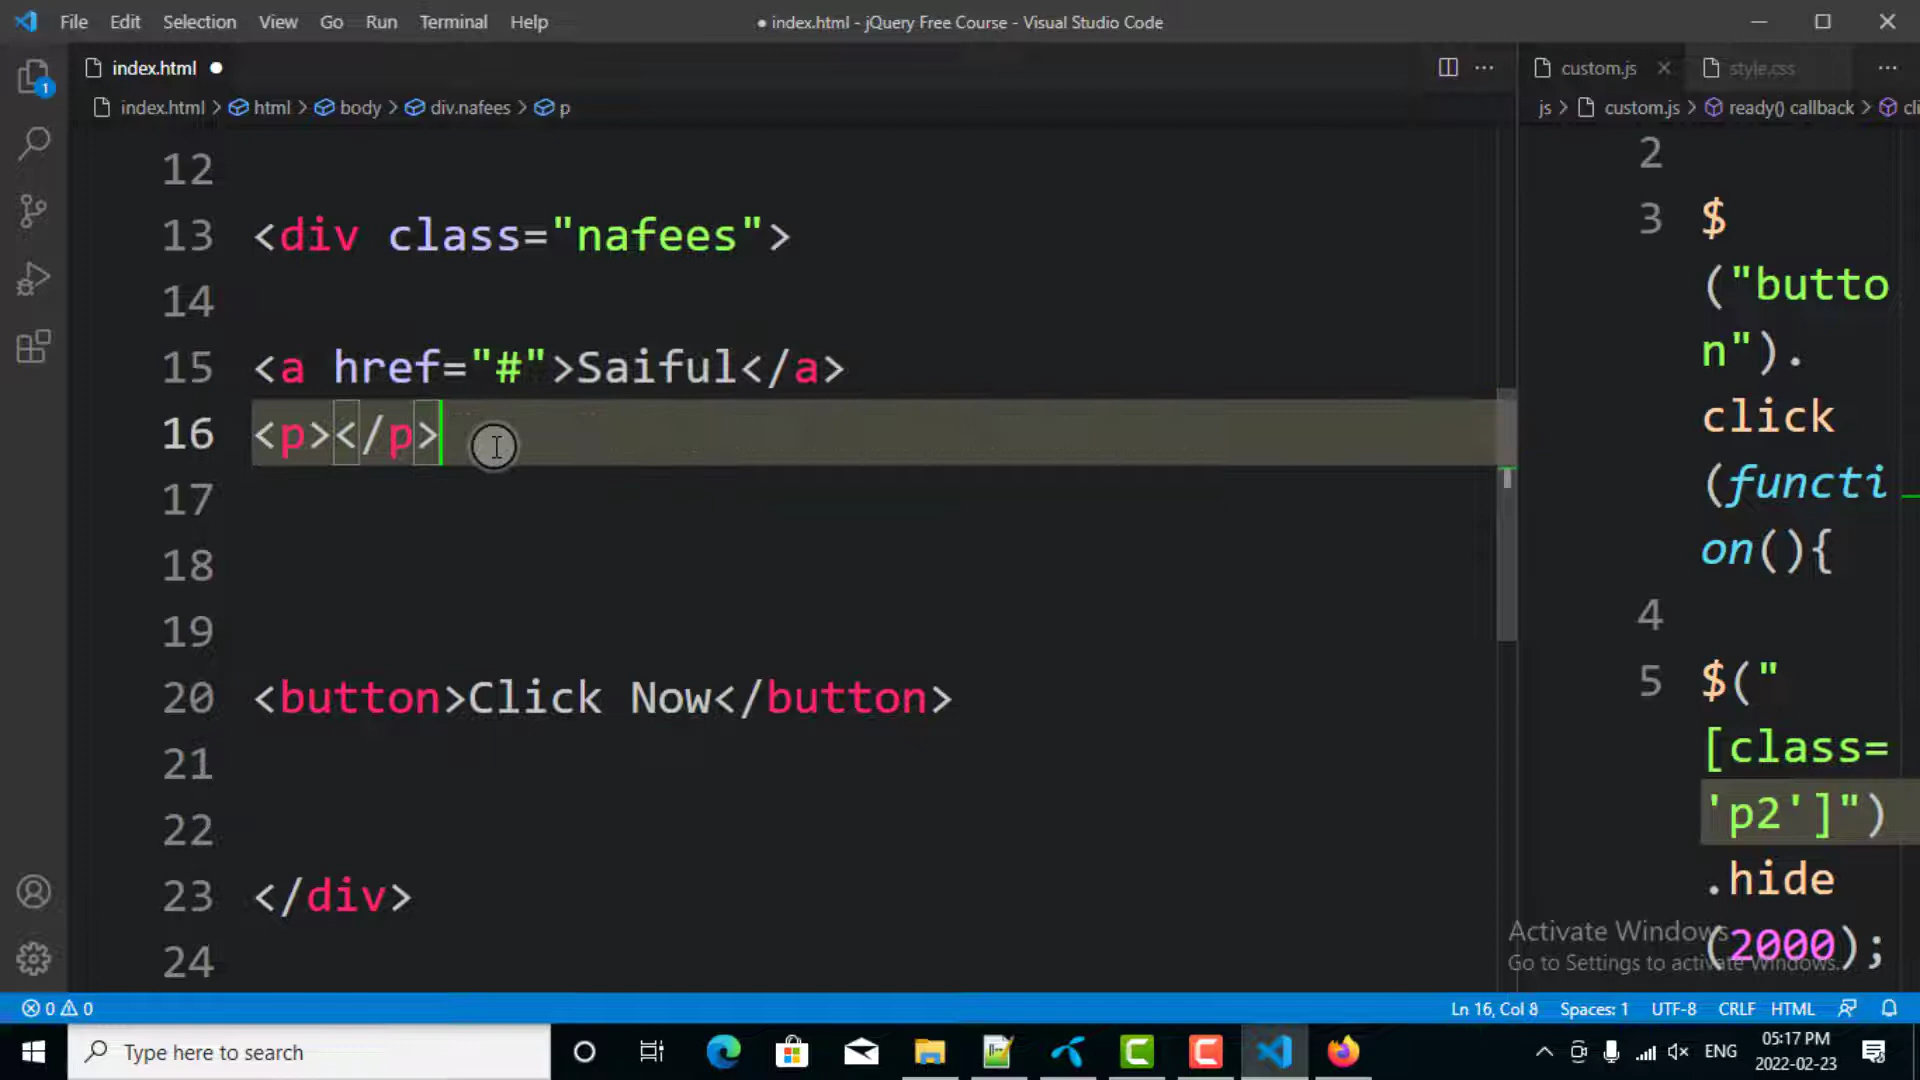 File Edit Selection View Go Run Terminal Help
● index.html - jQuery Free Course - Visual Studio Code
index.html ●
custom.js
style.css
index.html > html > body > div.nafees > p
js > custom.js > ready() callback >
1
12
13 <div class="nafees">
14
15 <a href="#">Saiful</a>
16 <p></p>
17
18
19
20 <button>Click Now</button>
21
22
23 </div>
24
2
3 $
("butto
n").
click
(functi
on(){
4
5 $("
[class=
'p2']")
.hide
(2000);
Activate Windows
Go to Settings to activate Windows.
0 0
Ln 16, Col 8 Spaces: 1 UTF-8 CRLF HTML
Type here to search
ENG
05:17 PM
2022-02-23